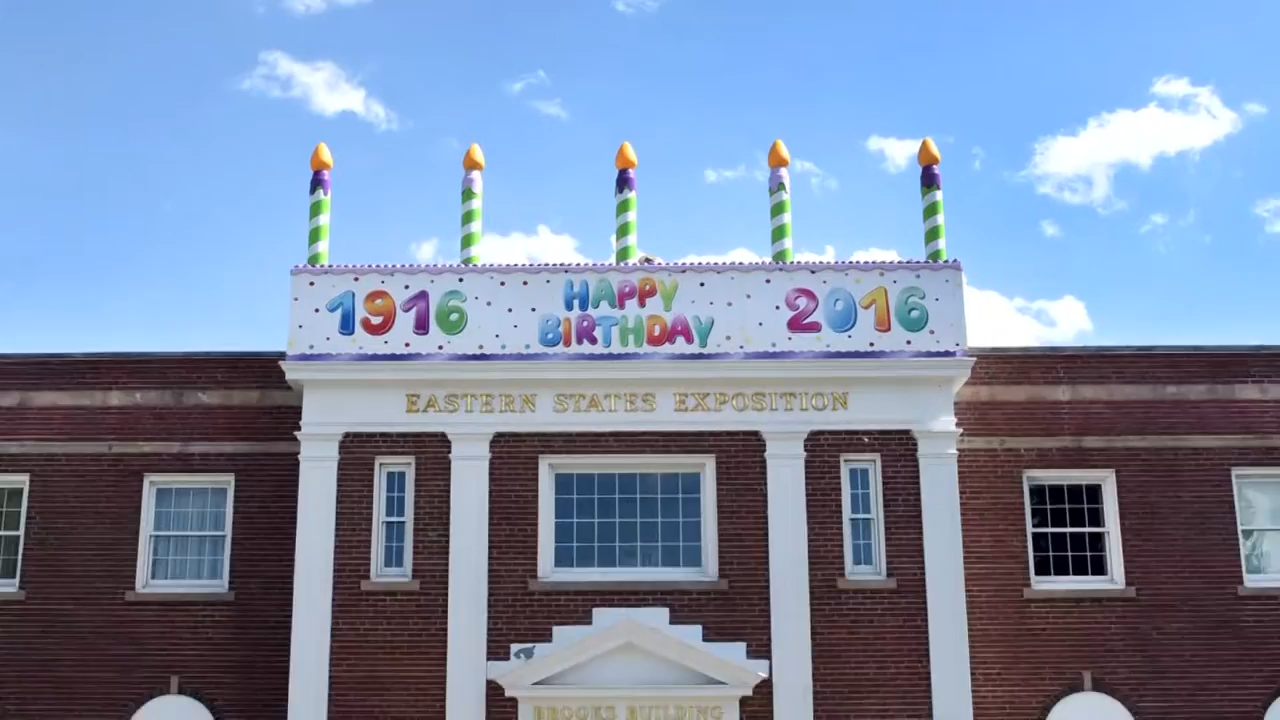 1916 HAPPY 2016
BIRTHDAY
EASTERN STATES EXPOSITION
BROOKS BUILDING